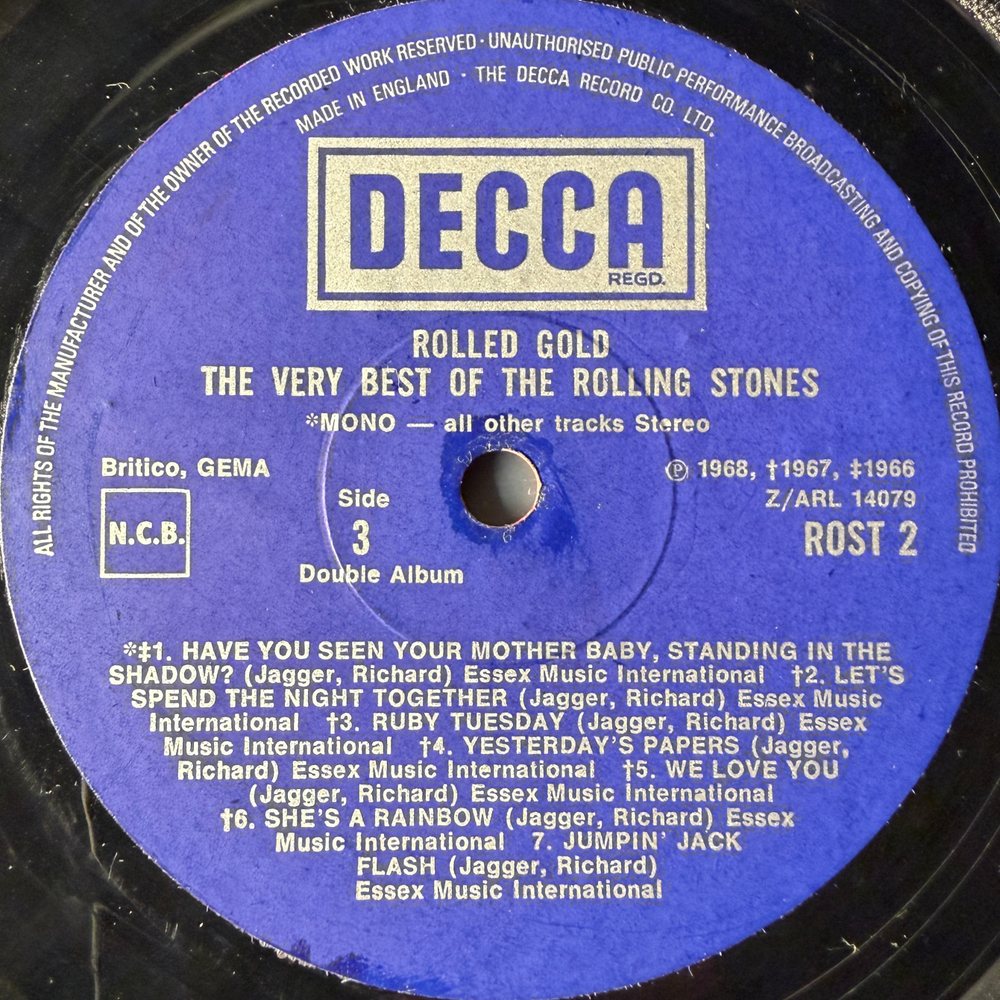 ALL RIGHTS OF THE MANUFACTURER AND OF THE OWNER OF THE RECORDED WORK RESERVED · UNAUTHORISED PUBLIC PERFORMANCE BROADCASTING AND COPYING OF THIS RECORD PROHIBITED
MADE IN ENGLAND · THE DECCA RECORD CO. LTD.
DECCA
REGD.
ROLLED GOLD
THE VERY BEST OF THE ROLLING STONES
*MONO — all other tracks Stereo
Britico, GEMA
N.C.B.
Side
3
Double Album
℗ 1968, †1967, ‡1966
Z/ARL 14079
ROST 2
*‡1. HAVE YOU SEEN YOUR MOTHER BABY, STANDING IN THE
SHADOW? (Jagger, Richard) Essex Music International †2. LET'S
SPEND THE NIGHT TOGETHER (Jagger, Richard) Essex Music
International †3. RUBY TUESDAY (Jagger, Richard) Essex
Music International †4. YESTERDAY'S PAPERS (Jagger,
Richard) Essex Music International †5. WE LOVE YOU
(Jagger, Richard) Essex Music International
†6. SHE'S A RAINBOW (Jagger, Richard) Essex
Music International 7. JUMPIN' JACK
FLASH (Jagger, Richard)
Essex Music International